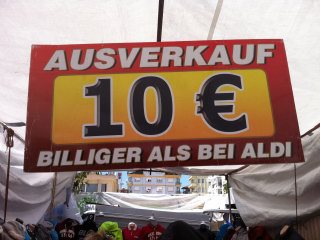 AUSVERKAUF
10 €
BILLIGER ALS BEI ALDI